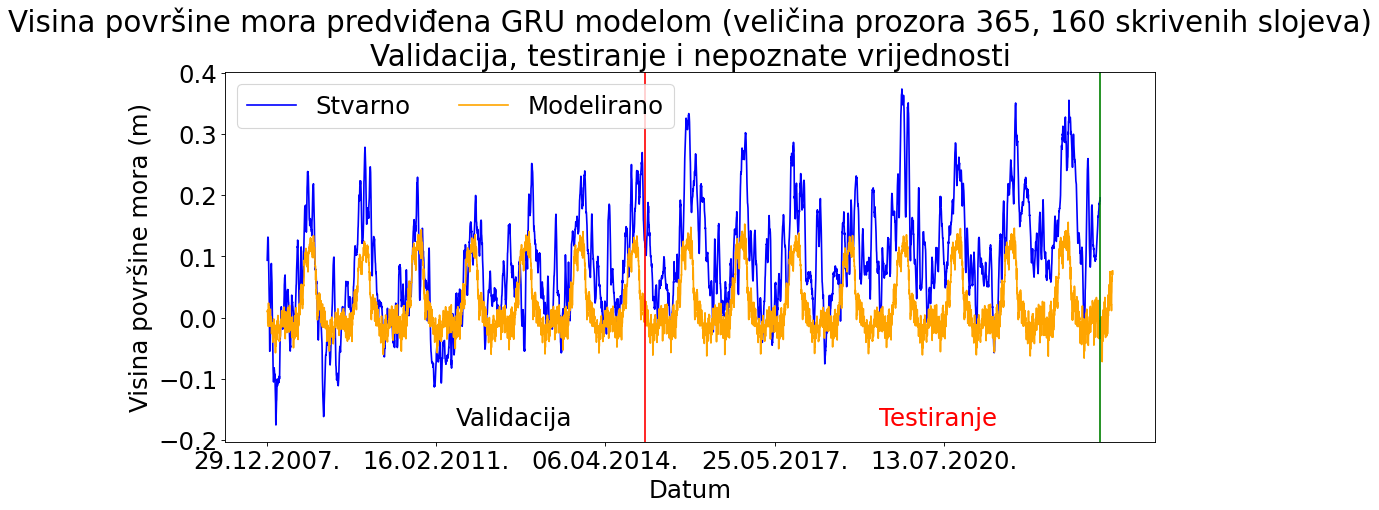 Visina površine mora predviđena GRU modelom (veličina prozora 365, 160 skrivenih slojeva)
Validacija, testiranje i nepoznate vrijednosti
Visina površine mora (m)
0.4
0.3
0.2
0.1
0.0
−0.1
−0.2
Stvarno
Modelirano
Validacija
Testiranje
29.12.2007.
16.02.2011.
06.04.2014.
25.05.2017.
13.07.2020.
Datum